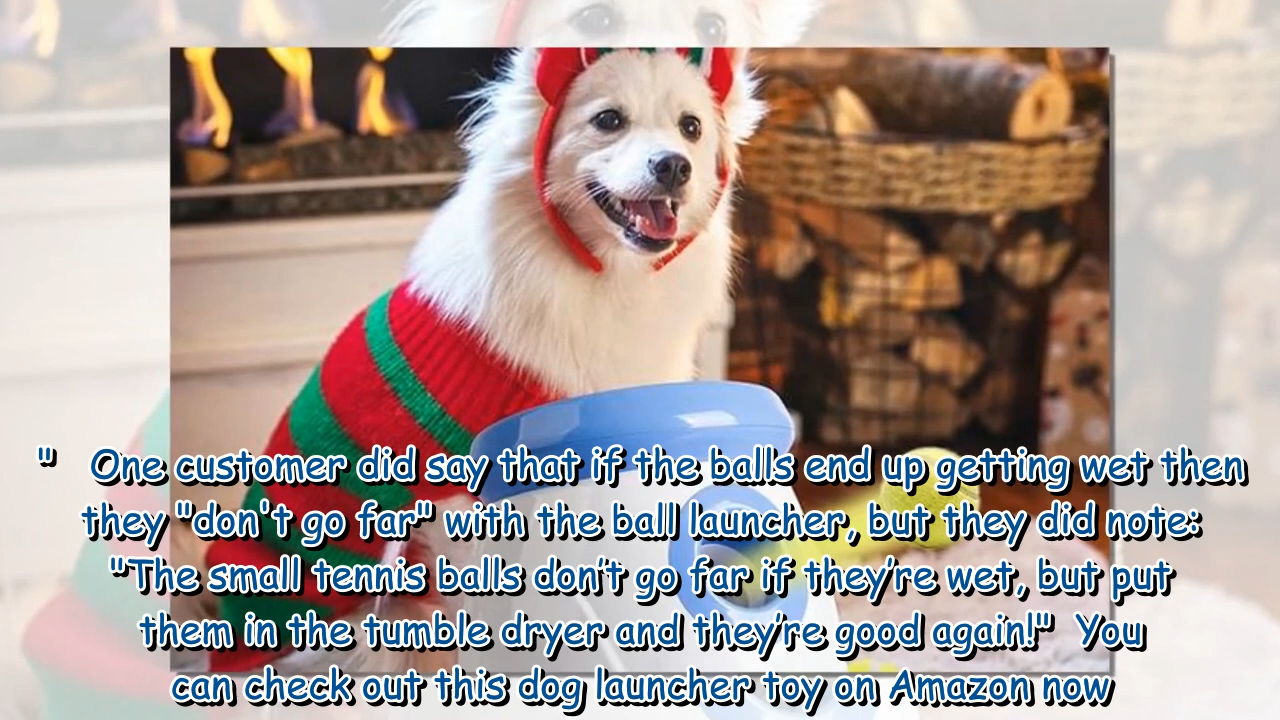 "   One customer did say that if the balls end up getting wet then
they "don't go far" with the ball launcher, but they did note:
"The small tennis balls don’t go far if they’re wet, but put
them in the tumble dryer and they’re good again!"  You
can check out this dog launcher toy on Amazon now